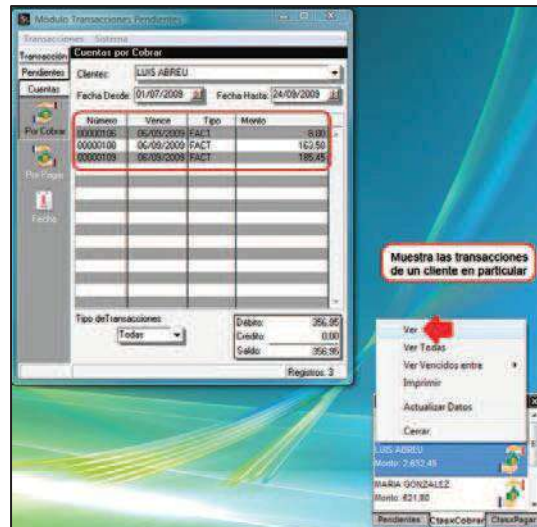 Módulo Transacciones Pendientes
Transacciones Sistema
Transacción
Pendientes
Cuentas
Por Cobrar
Por Pagar
Fecha
Cuentas por Cobrar
Clientes: LUIS ABREU
Fecha Desde: 01/07/2009 Fecha Hasta: 24/09/2009
Número Vence Tipo Monto
00000106 06/09/2009 FACT 8.00
00000108 06/09/2009 FACT 163.50
00000109 06/09/2009 FACT 185.45
Tipo deTransacciones:
Todas
Débito: 356.95
Crédito: 0.00
Saldo: 356.95
Registros: 3
Muestra las transacciones
de un cliente en particular
Ver
Ver Todas
Ver Vencidos entre
Imprimir
Actualizar Datos
Cerrar
LUIS ABREU
Monto: 2,652.45
MARIA GONZALEZ
Monto: 621.80
Pendientes CtasxCobrar CtasxPagar